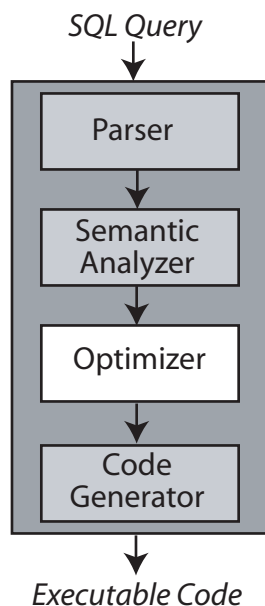 SQL Query
Parser
Semantic
Analyzer
Optimizer
Code
Generator
Executable Code